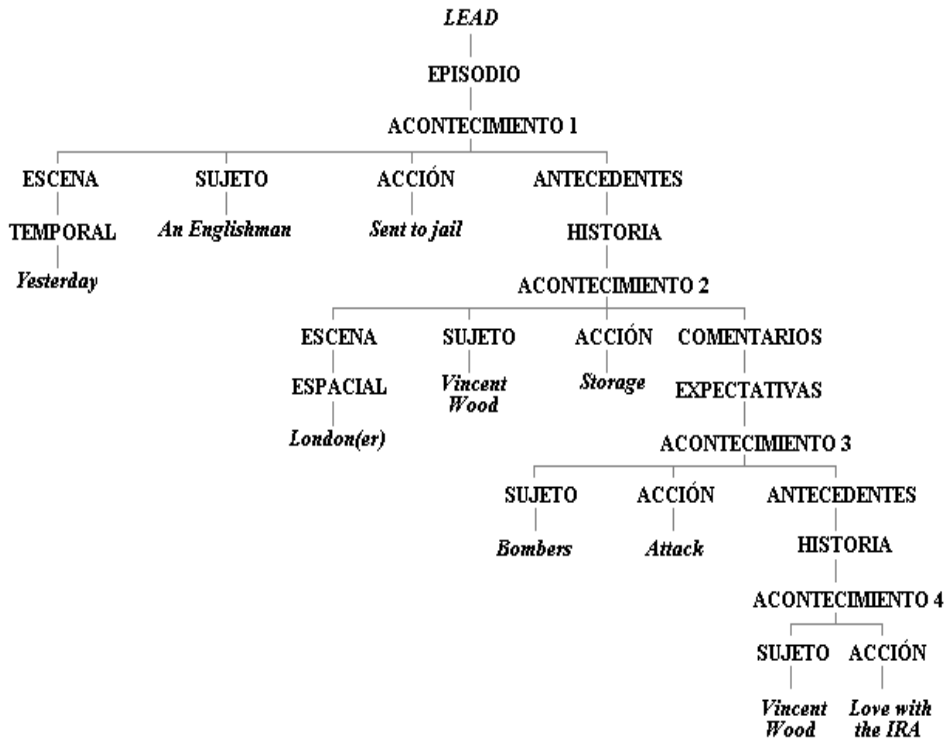 LEAD
EPISODIO
ACONTECIMIENTO 1
ESCENA SUJETO ACCIÓN ANTECEDENTES
TEMPORAL An Englishman Sent to jail HISTORIA
Yesterday
ACONTECIMIENTO 2
ESCENA SUJETO ACCIÓN COMENTARIOS
ESPACIAL Vincent Storage EXPECTATIVAS
Wood
London(er)
ACONTECIMIENTO 3
SUJETO ACCIÓN ANTECEDENTES
Bombers Attack HISTORIA
ACONTECIMIENTO 4
SUJETO ACCIÓN
Vincent Love with
Wood the IRA